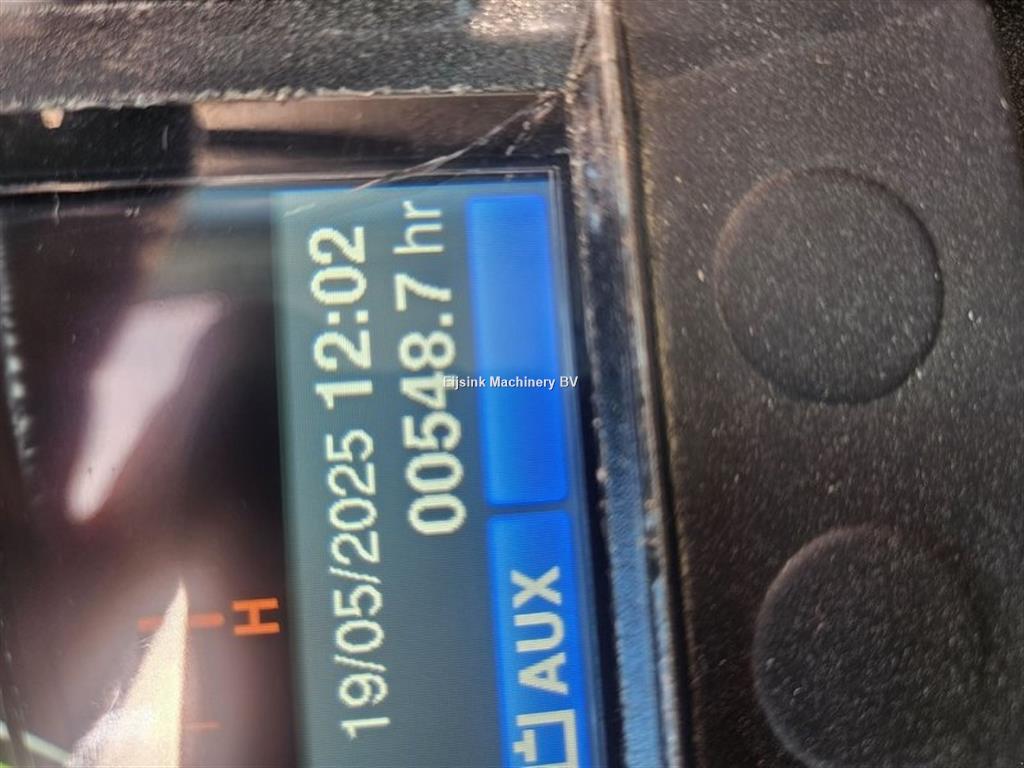 19/05/2025 12:02
00548.7 hr
H
AUX
Eijsink Machinery BV